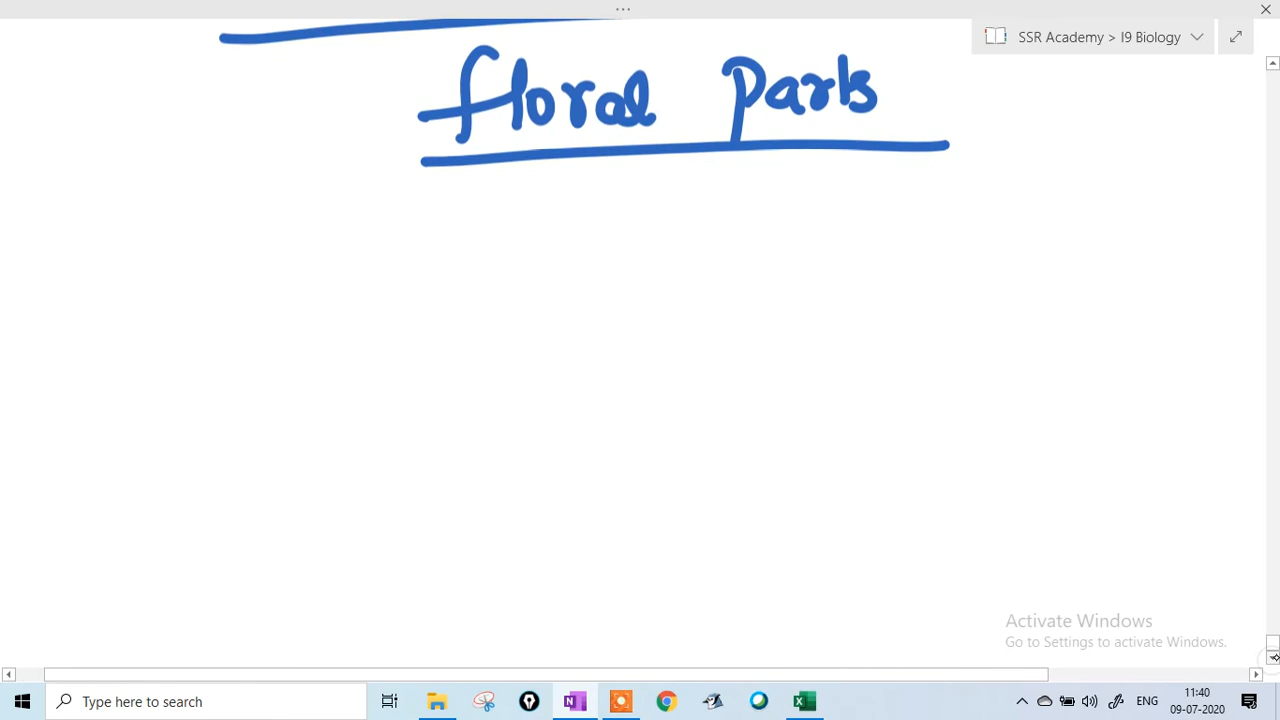 ...
SSR Academy > I9 Biology
floral Parts
Activate Windows
Go to Settings to activate Windows.
Type here to search
ENG
11:40
09-07-2020